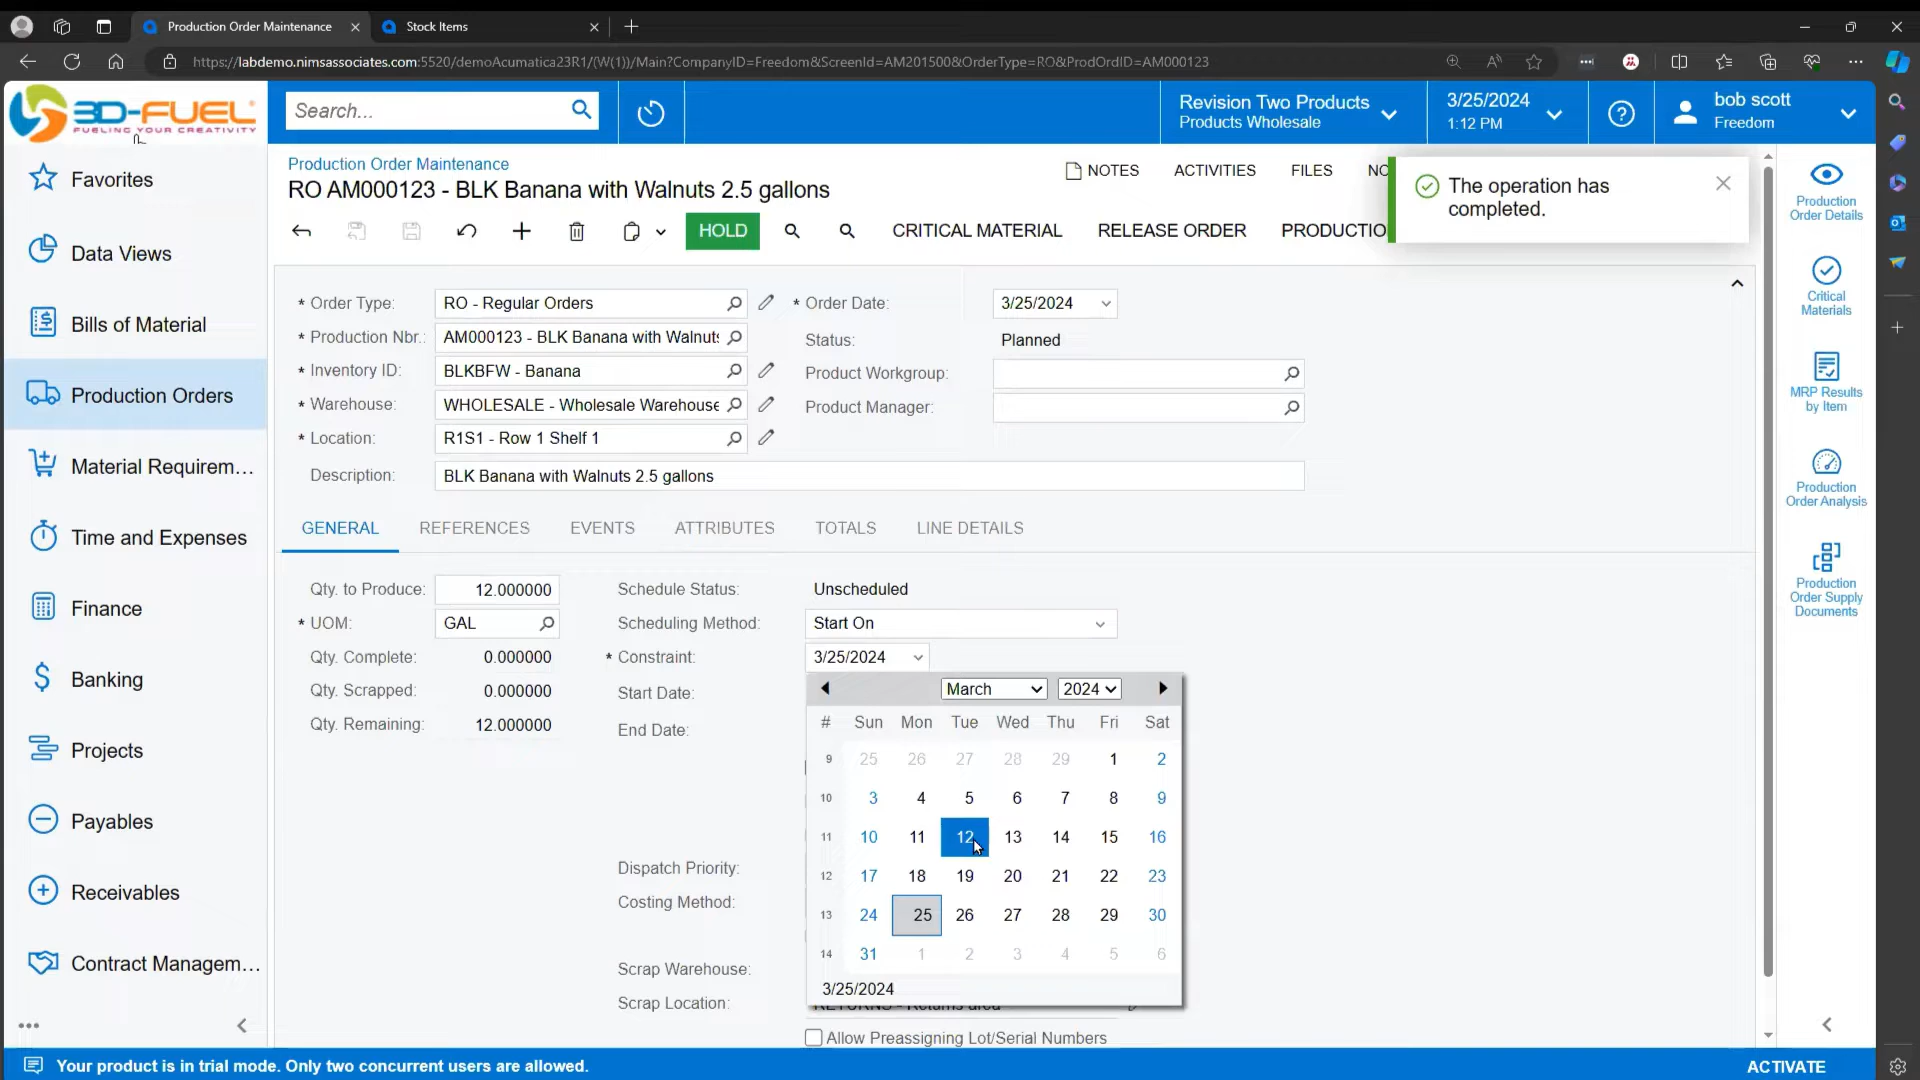 Production Order Maintenance
Stock Items
https://labdemo.nimsassociates.com:5520/demoAcumatica23R1/(W(1))/Main?CompanyID=Freedom&ScreenId=AM201500&OrderType=RO&ProdOrdID=AM000123
3D-FUEL
FUELING YOUR CREATIVITY
Search...
Revision Two Products
Products Wholesale
3/25/2024
1:12 PM
bob scott
Freedom
Favorites
Data Views
Bills of Material
Production Orders
Material Requirem...
Time and Expenses
Finance
Banking
Projects
Payables
Receivables
Contract Managem...
Production Order Maintenance
RO AM000123 - BLK Banana with Walnuts 2.5 gallons
NOTES ACTIVITIES FILES NO
The operation has
completed.
HOLD CRITICAL MATERIAL RELEASE ORDER PRODUCTIO
* Order Type: RO - Regular Orders
* Production Nbr.: AM000123 - BLK Banana with Walnuts
* Inventory ID: BLKBFW - Banana
* Warehouse: WHOLESALE - Wholesale Warehouse
* Location: R1S1 - Row 1 Shelf 1
Description: BLK Banana with Walnuts 2.5 gallons
* Order Date: 3/25/2024
Status: Planned
Product Workgroup:
Product Manager:
GENERAL REFERENCES EVENTS ATTRIBUTES TOTALS LINE DETAILS
Qty. to Produce: 12.000000
* UOM: GAL
Qty. Complete: 0.000000
Qty. Scrapped: 0.000000
Qty. Remaining: 12.000000
Schedule Status: Unscheduled
Scheduling Method: Start On
* Constraint: 3/25/2024
Start Date:
End Date:
Dispatch Priority:
Costing Method:
Scrap Warehouse:
Scrap Location:
March 2024
# Sun Mon Tue Wed Thu Fri Sat
9 25 26 27 28 29 1 2
10 3 4 5 6 7 8 9
11 10 11 12 13 14 15 16
12 17 18 19 20 21 22 23
13 24 25 26 27 28 29 30
14 31 1 2 3 4 5 6
3/25/2024
RETURNS - Returns area
Allow Preassigning Lot/Serial Numbers
Production
Order Details
Critical
Materials
MRP Results
by Item
Production
Order Analysis
Production
Order Supply
Documents
Your product is in trial mode. Only two concurrent users are allowed.
ACTIVATE